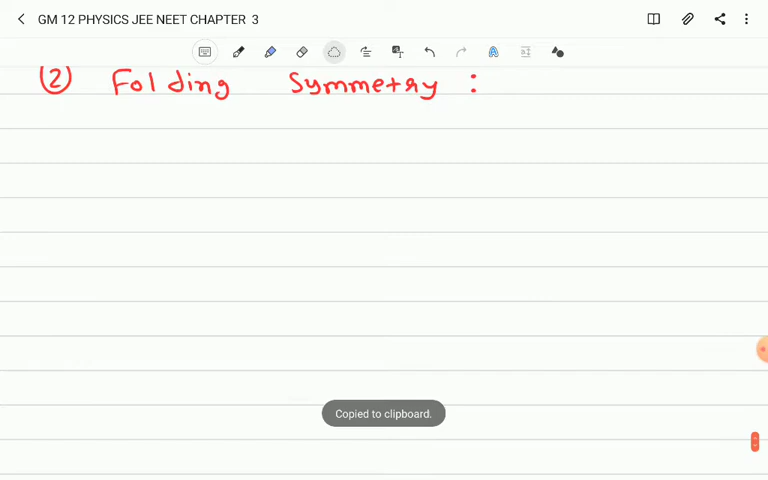 GM 12 PHYSICS JEE NEET CHAPTER 3
② Folding Symmetry :
Copied to clipboard.